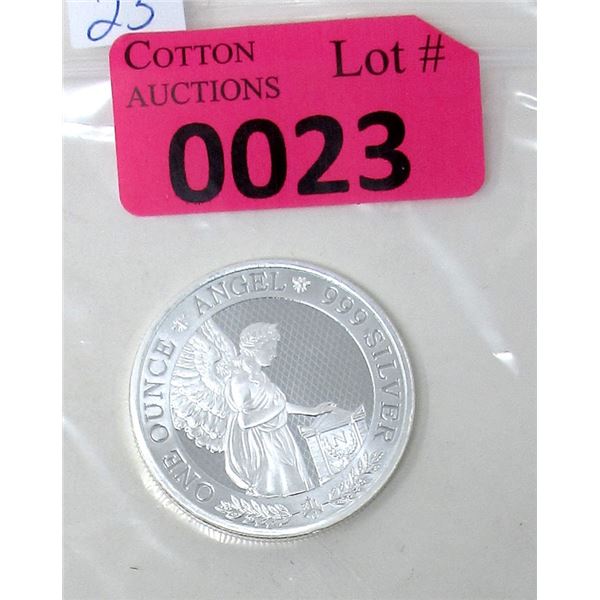 23
COTTON AUCTIONS
Lot #
0023
ONE OUNCE ANGEL 999 SILVER
N